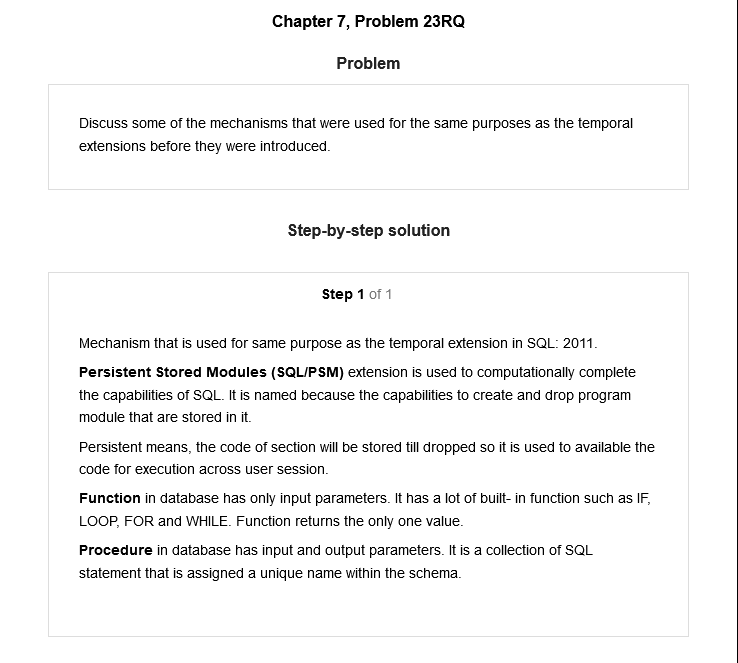 Chapter 7, Problem 23RQ
Problem
Discuss some of the mechanisms that were used for the same purposes as the temporal
extensions before they were introduced.
Step-by-step solution
Step 1 of 1
Mechanism that is used for same purpose as the temporal extension in SQL: 2011.
Persistent Stored Modules (SQL/PSM) extension is used to computationally complete
the capabilities of SQL. It is named because the capabilities to create and drop program
module that are stored in it.
Persistent means, the code of section will be stored till dropped so it is used to available the
code for execution across user session.
Function in database has only input parameters. It has a lot of built- in function such as IF,
LOOP, FOR and WHILE. Function returns the only one value.
Procedure in database has input and output parameters. It is a collection of SQL
statement that is assigned a unique name within the schema.